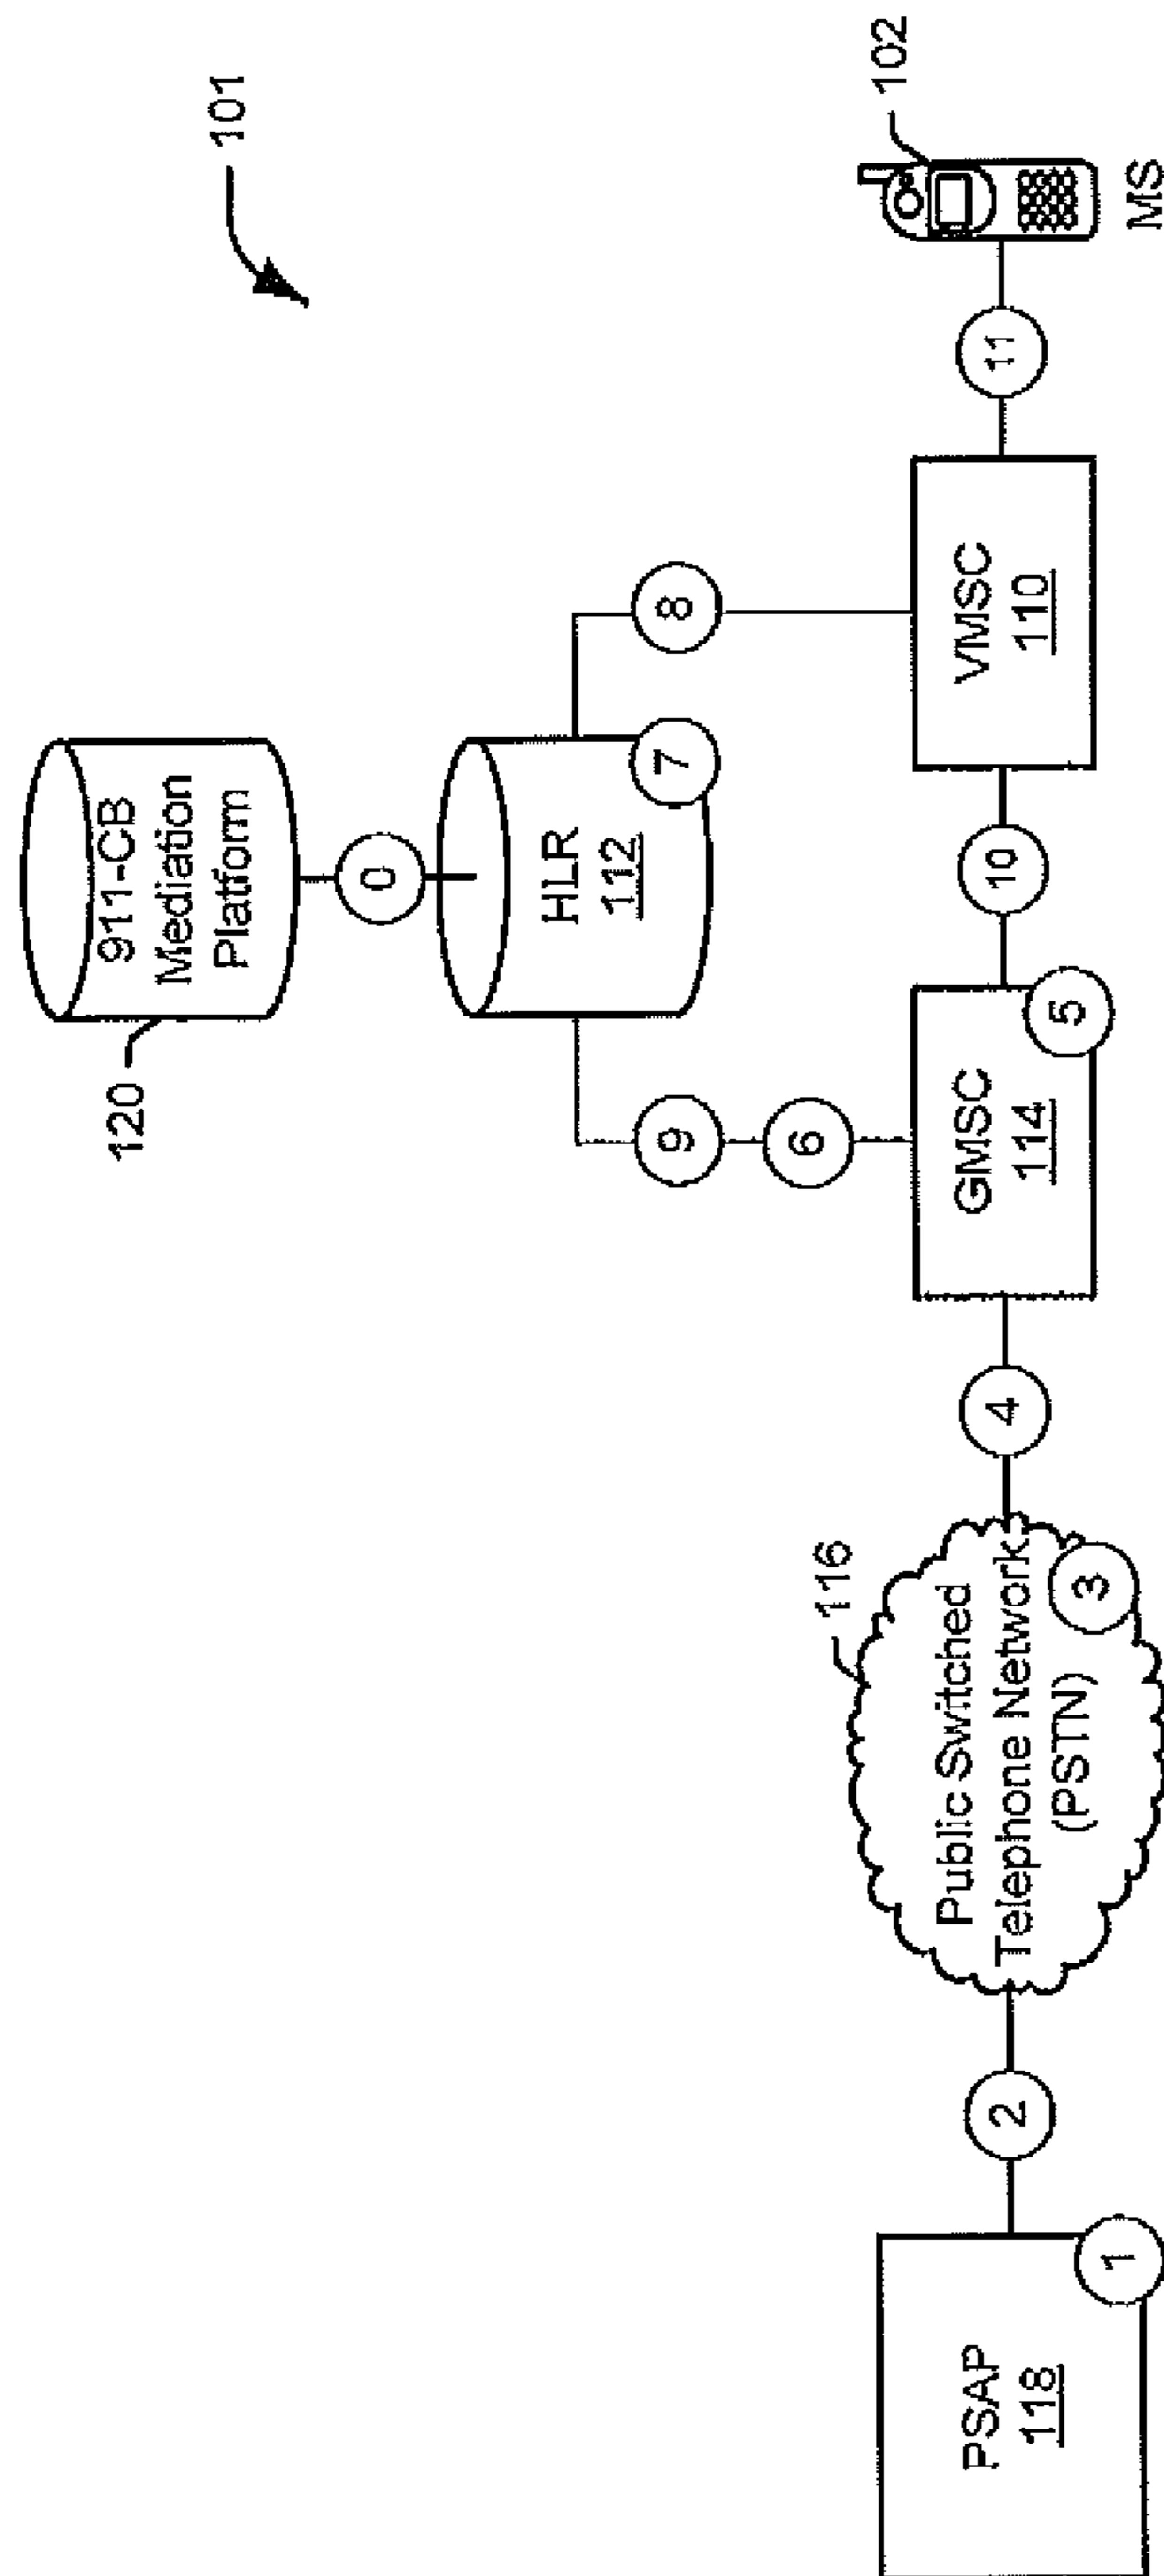 101
911-CB
Mediation
Platform
120
0
HLR
112
7
8
9
6
102
MS
11
VMSC
110
10
GMSC
114
5
4
116
Public Switched
Telephone Network
(PSTN)
3
2
PSAP
118
1